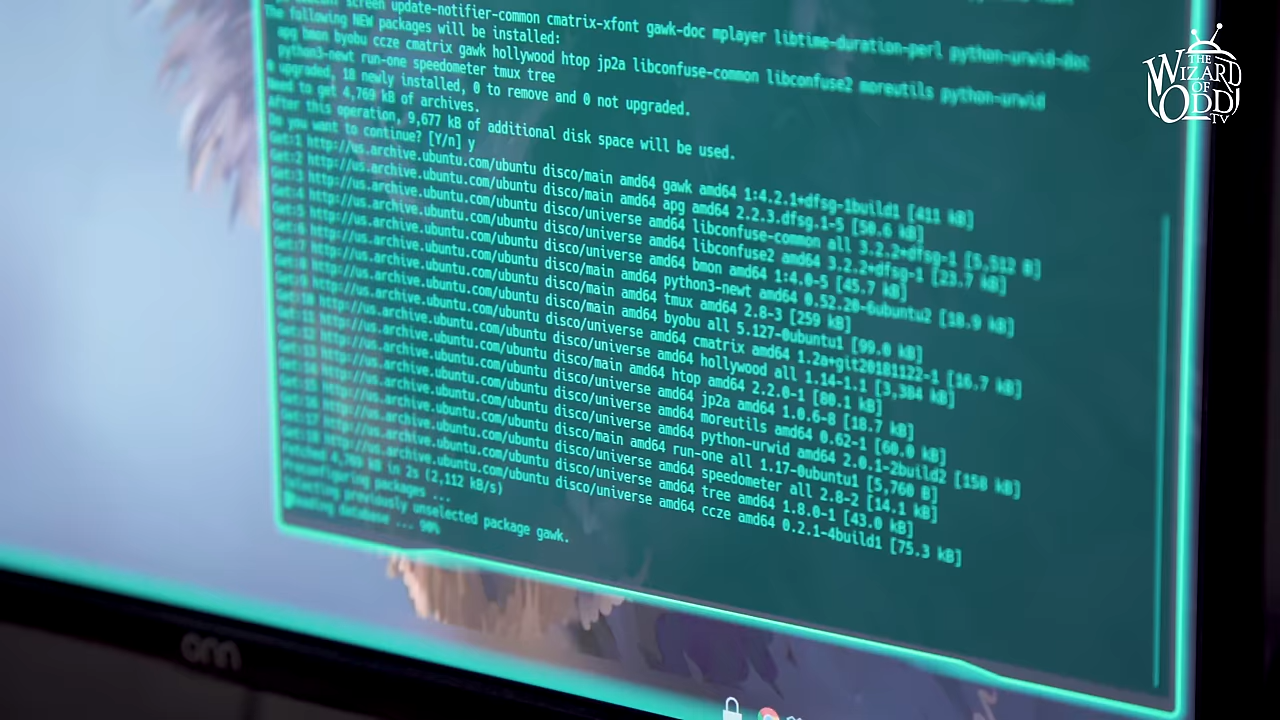 screen update-notifier-common cmatrix-xfont gawk-doc mplayer libtime-duration-perl python-urwid-doc
The following NEW packages will be installed:
apg bmon byobu ccze cmatrix gawk hollywood htop jp2a libconfuse-common libconfuse2 moreutils python-urwid
python3-newt run-one speedometer tmux tree
0 upgraded, 18 newly installed, 0 to remove and 0 not upgraded.
Need to get 4,769 kB of archives.
After this operation, 9,677 kB of additional disk space will be used.
Do you want to continue? [Y/n] y
Get:1 http://us.archive.ubuntu.com/ubuntu disco/main amd64 gawk amd64 1:4.2.1+dfsg-1build1 [411 kB]
Get:2 http://us.archive.ubuntu.com/ubuntu disco/main amd64 apg amd64 2.2.3.dfsg.1-5 [50.6 kB]
Get:3 http://us.archive.ubuntu.com/ubuntu disco/universe amd64 libconfuse-common all 3.2.2+dfsg-1 [5,512 B]
Get:4 http://us.archive.ubuntu.com/ubuntu disco/universe amd64 libconfuse2 amd64 3.2.2+dfsg-1 [23.7 kB]
Get:5 http://us.archive.ubuntu.com/ubuntu disco/universe amd64 bmon amd64 1:4.0-5 [45.7 kB]
Get:6 http://us.archive.ubuntu.com/ubuntu disco/main amd64 python3-newt amd64 0.52.20-6ubuntu2 [18.9 kB]
Get:7 http://us.archive.ubuntu.com/ubuntu disco/main amd64 tmux amd64 2.8-3 [259 kB]
Get:8 http://us.archive.ubuntu.com/ubuntu disco/main amd64 byobu all 5.127-0ubuntu1 [99.0 kB]
Get:9 http://us.archive.ubuntu.com/ubuntu disco/universe amd64 cmatrix amd64 1.2a+git20181122-1 [16.7 kB]
Get:10 http://us.archive.ubuntu.com/ubuntu disco/universe amd64 hollywood all 1.14-1.1 [3,384 kB]
Get:11 http://us.archive.ubuntu.com/ubuntu disco/main amd64 htop amd64 2.2.0-1 [80.1 kB]
Get:12 http://us.archive.ubuntu.com/ubuntu disco/universe amd64 jp2a amd64 1.0.6-8 [18.7 kB]
Get:13 http://us.archive.ubuntu.com/ubuntu disco/universe amd64 moreutils amd64 0.62-1 [60.0 kB]
Get:14 http://us.archive.ubuntu.com/ubuntu disco/universe amd64 python-urwid amd64 2.0.1-2build2 [158 kB]
Get:15 http://us.archive.ubuntu.com/ubuntu disco/main amd64 run-one all 1.17-0ubuntu1 [5,760 B]
Get:16 http://us.archive.ubuntu.com/ubuntu disco/universe amd64 speedometer all 2.8-2 [14.1 kB]
Get:17 http://us.archive.ubuntu.com/ubuntu disco/universe amd64 tree amd64 1.8.0-1 [43.0 kB]
Get:18 http://us.archive.ubuntu.com/ubuntu disco/universe amd64 ccze amd64 0.2.1-4build1 [75.3 kB]
Fetched 4,769 kB in 2s (2,112 kB/s)
Preconfiguring packages ...
Selecting previously unselected package gawk.
(Reading database ... 90%
onn
THE
WIZARD
OF
ODD
TV